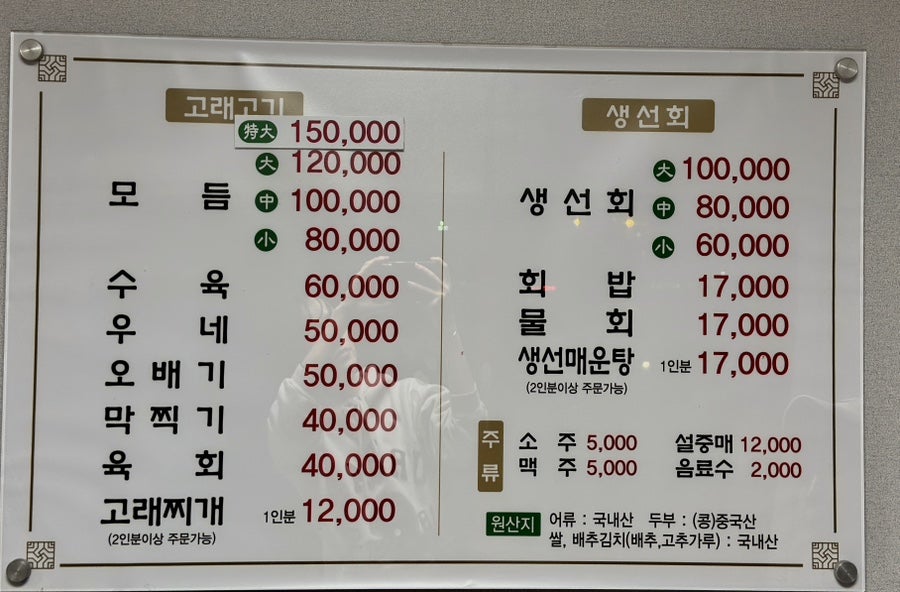 고래고기
特大 150,000
大 120,000
모듬 中 100,000
小 80,000
수육 60,000
우네 50,000
오배기 50,000
막찍기 40,000
육회 40,000
고래찌개 1인분 12,000
(2인분이상 주문가능)
생선회
大 100,000
생선회 中 80,000
小 60,000
회밥 17,000
물회 17,000
생선매운탕 1인분 17,000
(2인분이상 주문가능)
주류
소주 5,000 설중매 12,000
맥주 5,000 음료수 2,000
원산지 어류 : 국내산 두부 : (콩)중국산
쌀, 배추김치(배추,고추가루) : 국내산